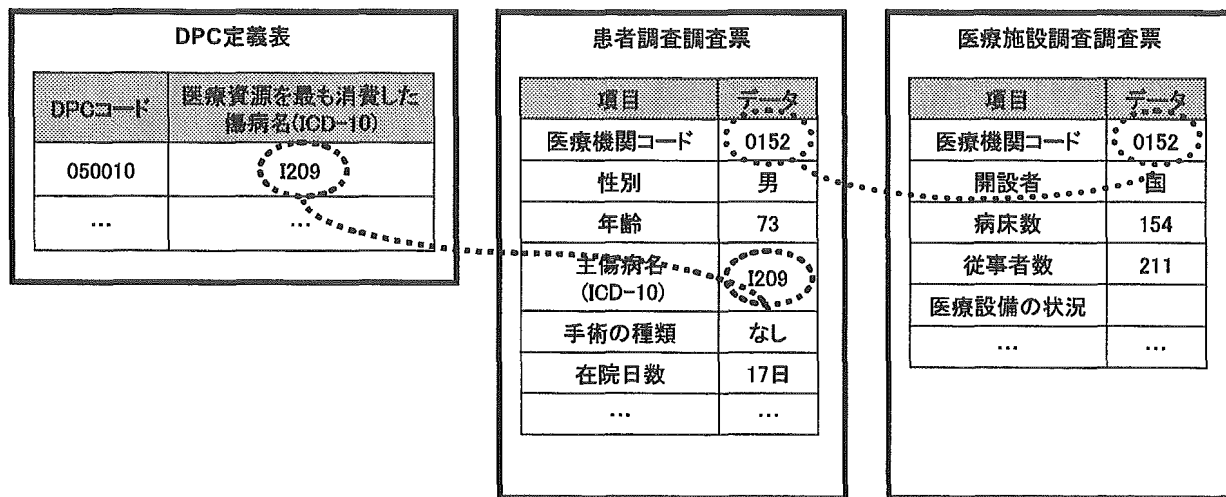 DPC定義表
DPCコード
医療資源を最も消費した
傷病名(ICD-10)
050010
I209
…
…
患者調査調査票
項目
データ
医療機関コード
0152
性別
男
年齢
73
主傷病名
(ICD-10)
I209
手術の種類
なし
在院日数
17日
…
…
医療施設調査調査票
項目
データ
医療機関コード
0152
開設者
国
病床数
154
従事者数
211
医療設備の状況
…
…